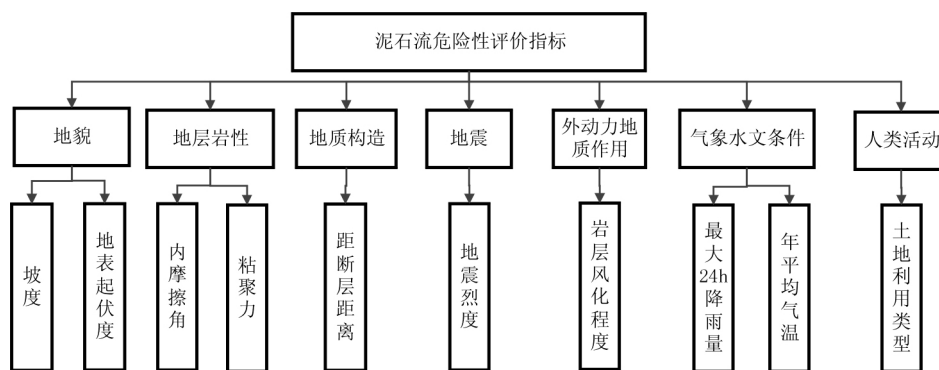 泥石流危险性评价指标
地貌
地层岩性
地质构造
地震
外动力地
质作用
气象水文条件
人类活动
坡度
地表起伏度
内摩擦角
粘聚力
距断层距离
地震烈度
岩层风化程度
最大24h降雨量
年平均气温
土地利用类型